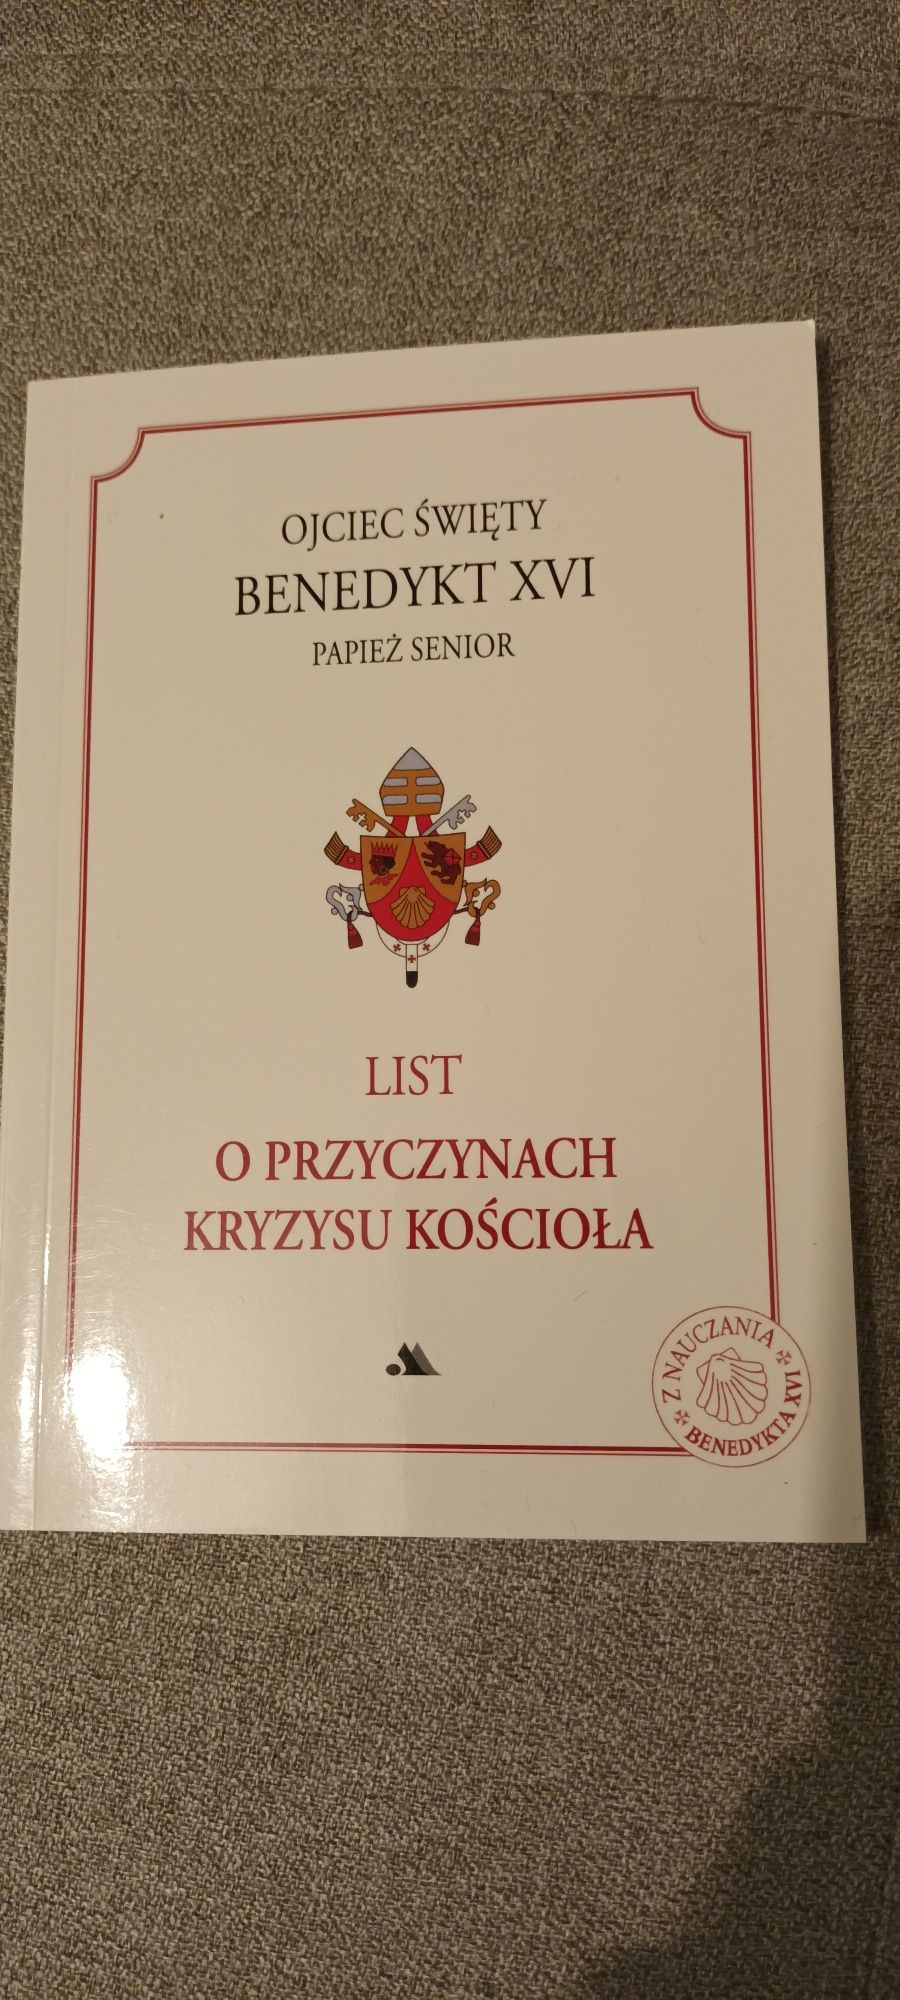 OJCIEC ŚWIĘTY
BENEDYKT XVI
PAPIEŻ SENIOR
LIST
O PRZYCZYNACH
KRYZYSU KOŚCIOŁA
Z NAUCZANIA
BENEDYKTA XVI